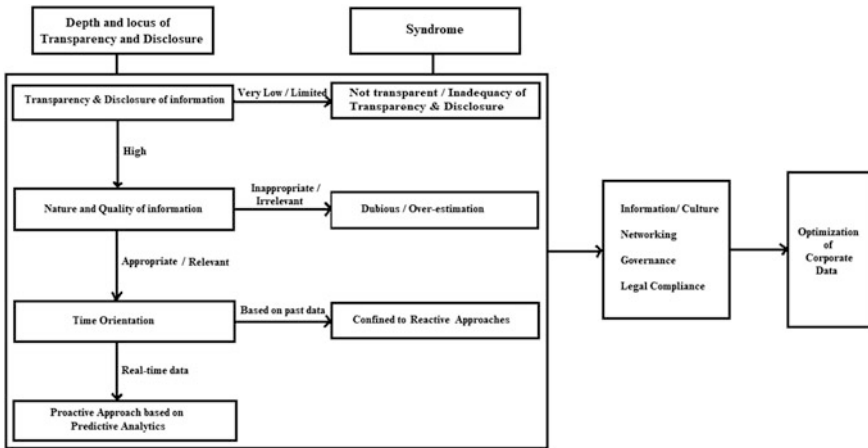 Depth and locus of
Transparency and Disclosure
Syndrome
Transparency & Disclosure of information
Very Low / Limited
Not transparent / Inadequacy of
Transparency & Disclosure
High
Nature and Quality of information
Inappropriate /
Irrelevant
Dubious / Over-estimation
Appropriate / Relevant
Time Orientation
Based on past data
Confined to Reactive Approaches
Real-time data
Proactive Approach based on
Predictive Analytics
Information/ Culture
Networking
Governance
Legal Compliance
Optimization
of
Corporate
Data